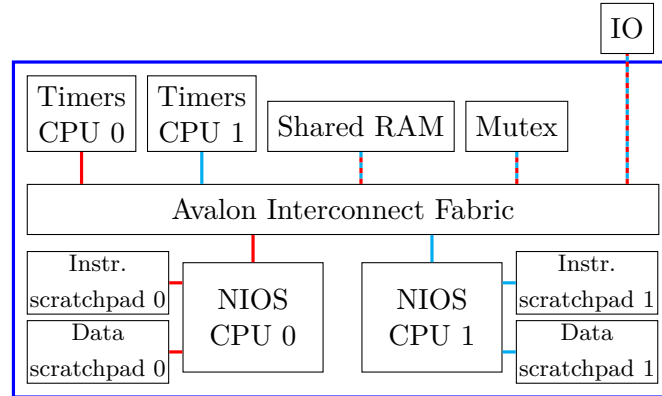 IO
Timers
CPU 0
Timers
CPU 1
Shared RAM
Mutex
Avalon Interconnect Fabric
Instr.
scratchpad 0
Data
scratchpad 0
NIOS
CPU 0
NIOS
CPU 1
Instr.
scratchpad 1
Data
scratchpad 1